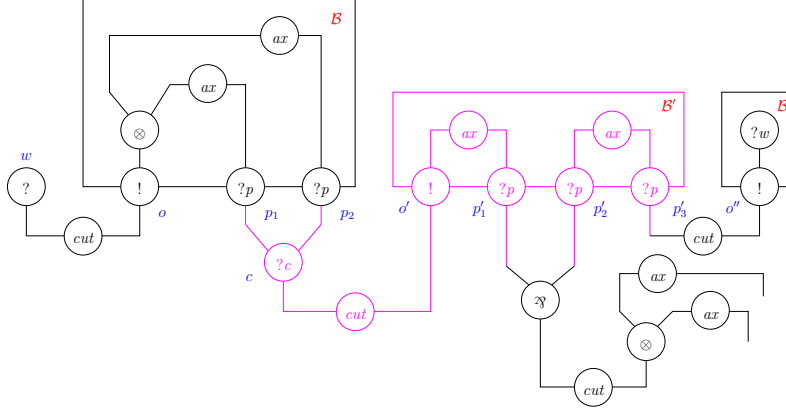 B
ax
ax
B′
B
ax
ax
?w
⊗
w
? ! ?p ?p ! ?p ?p ?p !
o p₁ p₂ o′ p′₁ p′₂ p′₃ o″
cut cut
?c
c
ax
⅋
cut
ax
⊗
cut